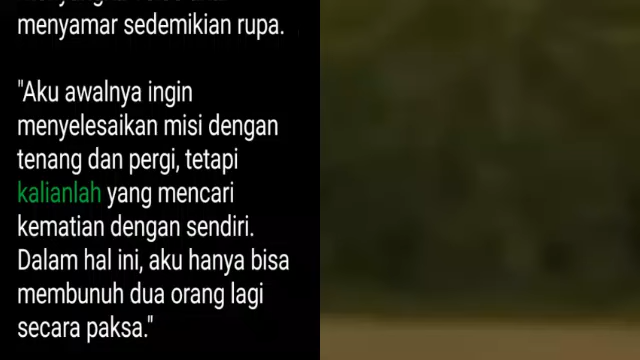 menyamar sedemikian rupa.
"Aku awalnya ingin
menyelesaikan misi dengan
tenang dan pergi, tetapi
kalianlah yang mencari
kematian dengan sendiri.
Dalam hal ini, aku hanya bisa
membunuh dua orang lagi
secara paksa."